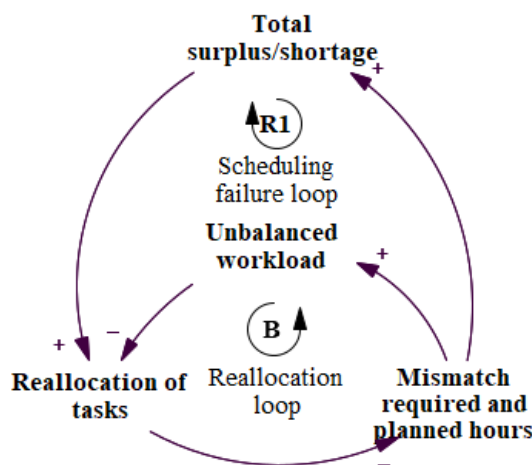 Total
surplus/shortage
+
R1
Scheduling
failure loop
Unbalanced
workload
+
+
–
B
Reallocation of
tasks
Reallocation
loop
Mismatch
required and
planned hours
–